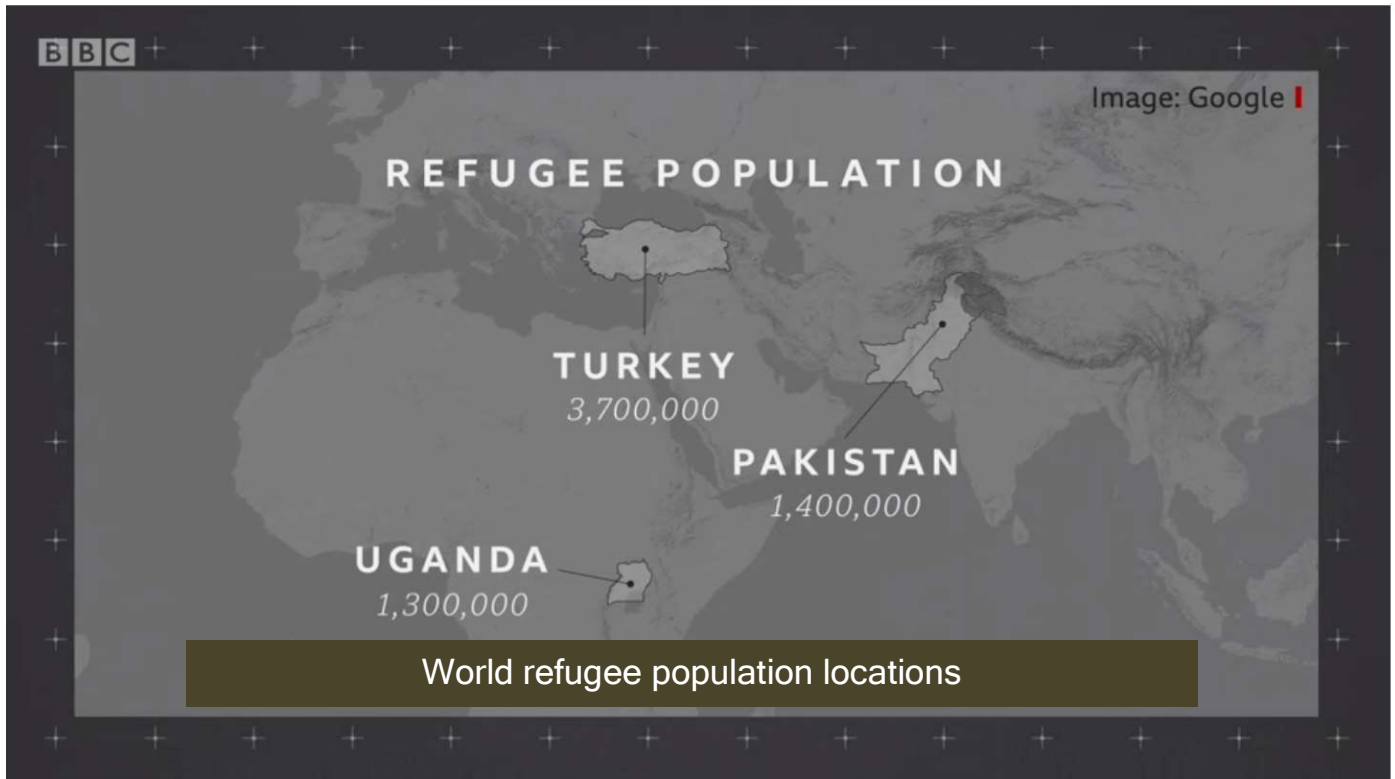 BBC
Image: Google
REFUGEE POPULATION
TURKEY
3,700,000
PAKISTAN
1,400,000
UGANDA
1,300,000
World refugee population locations